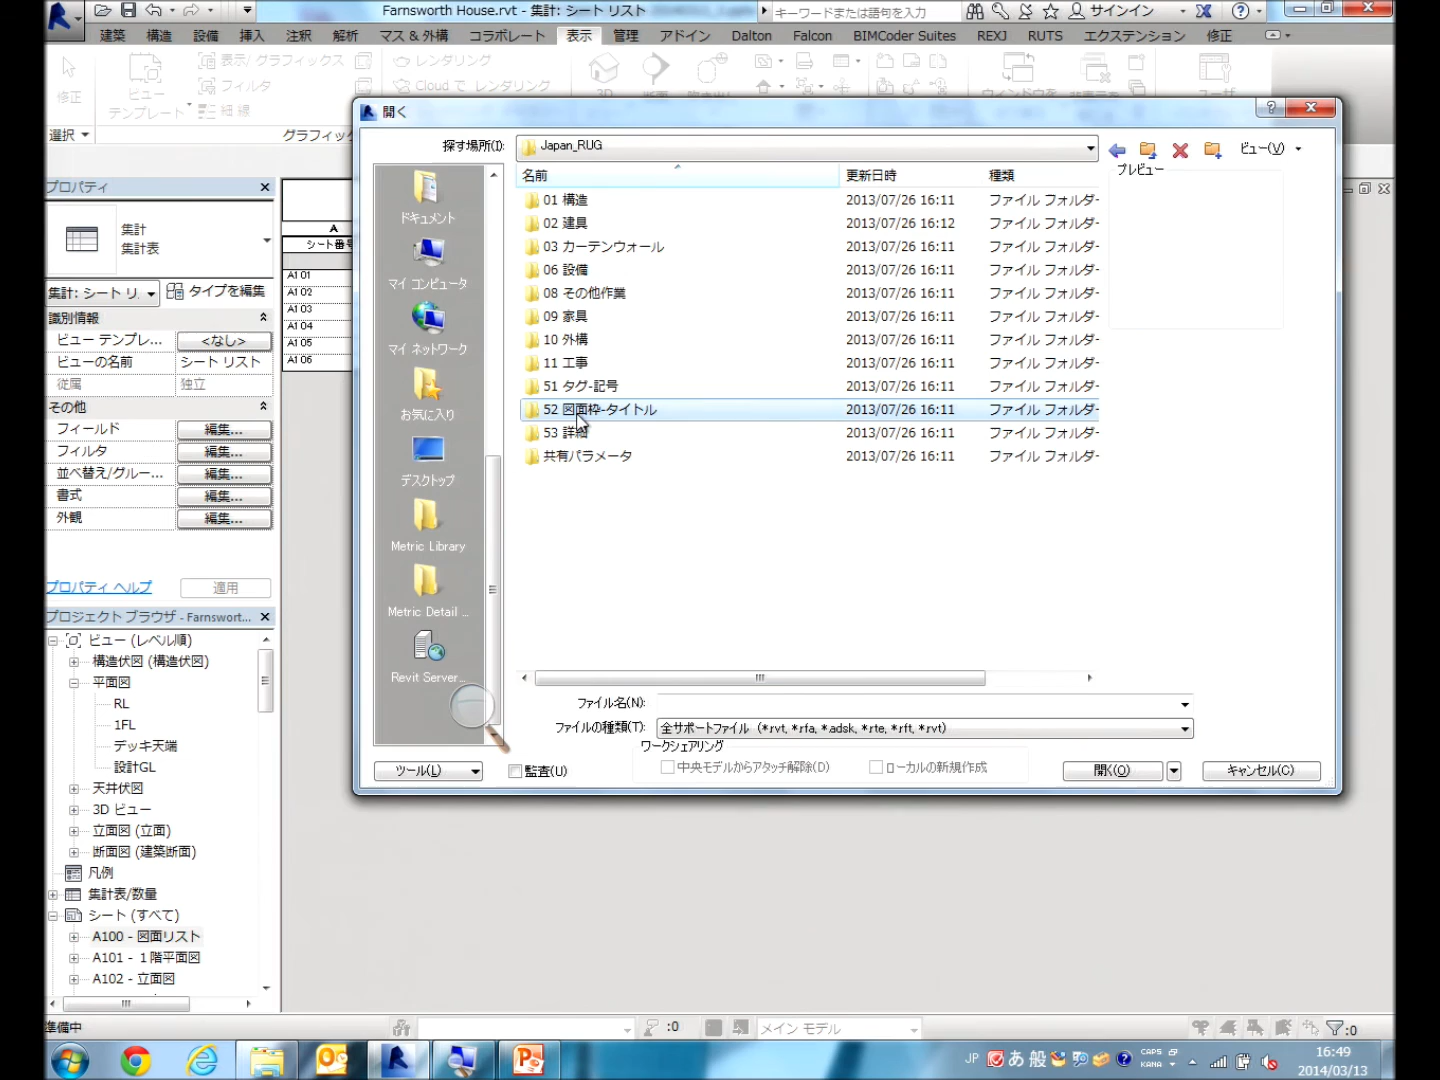 Farnsworth House.rvt - 集計: シート リスト
キーワードまたは語句を入力
サインイン
建築 構造 設備 挿入 注釈 解析 マス & 外構 コラボレート 表示 管理 アドイン Dalton Falcon BIMCoder Suites REXJ RUTS エクステンション 修正
表示/ グラフィックス
レンダリング
修正
ビュー
テンプレート
フィルタ
細線
Cloud で レンダリング
ユーザ
選択
グラフィック
開く
探す場所(I):
Japan_RUG
ビュー(V)
プレビュー
名前 更新日時 種類
01 構造 2013/07/26 16:11 ファイル フォルダー
02 建具 2013/07/26 16:12 ファイル フォルダー
03 カーテンウォール 2013/07/26 16:11 ファイル フォルダー
06 設備 2013/07/26 16:11 ファイル フォルダー
08 その他作業 2013/07/26 16:11 ファイル フォルダー
09 家具 2013/07/26 16:11 ファイル フォルダー
10 外構 2013/07/26 16:11 ファイル フォルダー
11 工事 2013/07/26 16:11 ファイル フォルダー
51 タグ-記号 2013/07/26 16:11 ファイル フォルダー
52 図面枠-タイトル 2013/07/26 16:11 ファイル フォルダー
53 詳細 2013/07/26 16:11 ファイル フォルダー
共有パラメータ 2013/07/26 16:11 ファイル フォルダー
ドキュメント
マイ コンピュータ
マイ ネットワーク
お気に入り
デスクトップ
Metric Library
Metric Detail ...
Revit Server...
ファイル名(N):
ファイルの種類(T): 全サポートファイル (*.rvt, *.rfa, *.adsk, *.rte, *.rft, *.rvt)
ワークシェアリング
ツール(L)
監査(U)
中央モデルからアタッチ解除(D)
ローカルの新規作成
開く(O)
キャンセル(C)
プロパティ
集計
集計表
集計: シート リ
タイプを編集
識別情報
ビュー テンプレ... <なし>
ビューの名前 シート リスト
従属 独立
その他
フィールド 編集...
フィルタ 編集...
並べ替え/グルー... 編集...
書式 編集...
外観 編集...
プロパティ ヘルプ 適用
A
シート番号
A1 01
A1 02
A1 03
A1 04
A1 05
A1 06
プロジェクト ブラウザ - Farnswort...
ビュー (レベル順)
構造伏図 (構造伏図)
平面図
RL
1FL
デッキ天端
設計GL
天井伏図
3D ビュー
立面図 (立面)
断面図 (建築断面)
凡例
集計表/数量
シート (すべて)
A100 - 図面リスト
A101 - １階平面図
A102 - 立面図
準備中
:0
メイン モデル
:0
JP あ 般
CAPS
KANA
16:49
2014/03/13